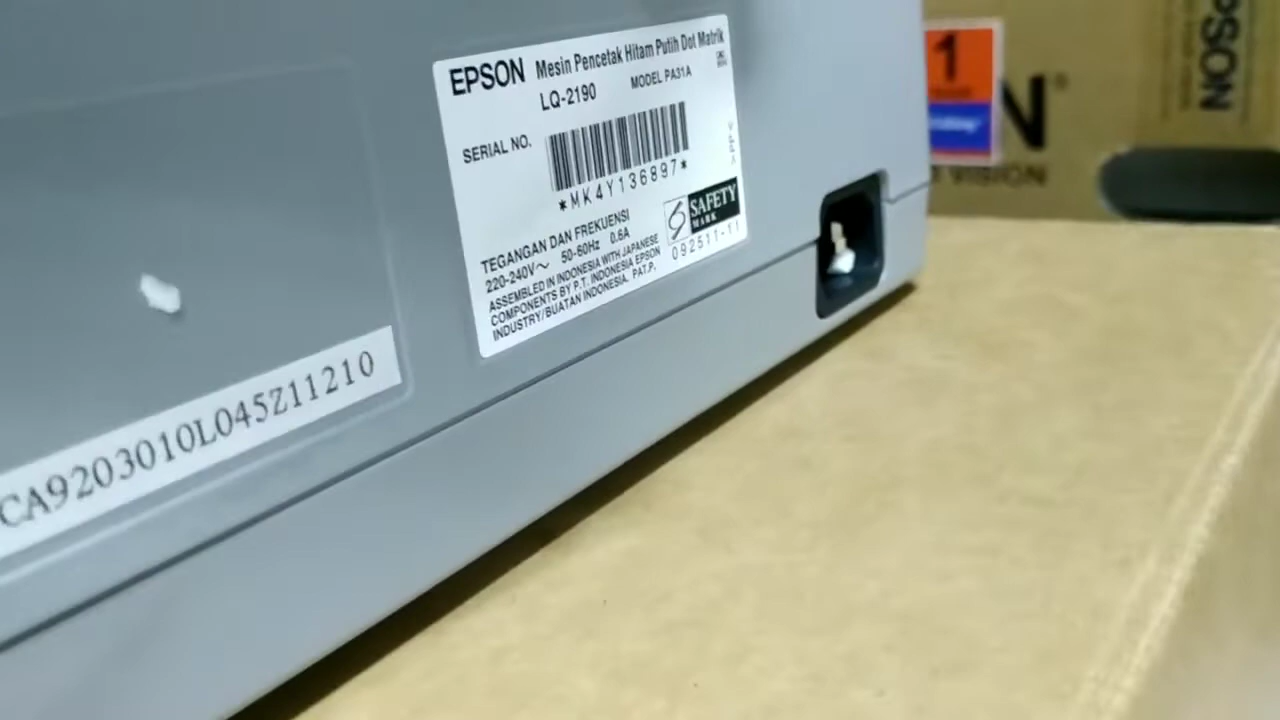 EPSON Mesin Pencetak Hitam Putih Dot Matrik
LQ-2190 MODEL PA31A
SERIAL NO.
*MK4Y136897*
>PP<
TEGANGAN DAN FREKUENSI
220-240V～ 50-60Hz 0.6A
SAFETY
MARK
092511-11
ASSEMBLED IN INDONESIA WITH JAPANESE
COMPONENTS BY P.T. INDONESIA EPSON
INDUSTRY/BUATAN INDONESIA. PAT.P.
CA9203010L045Z11210
1
N
VISION